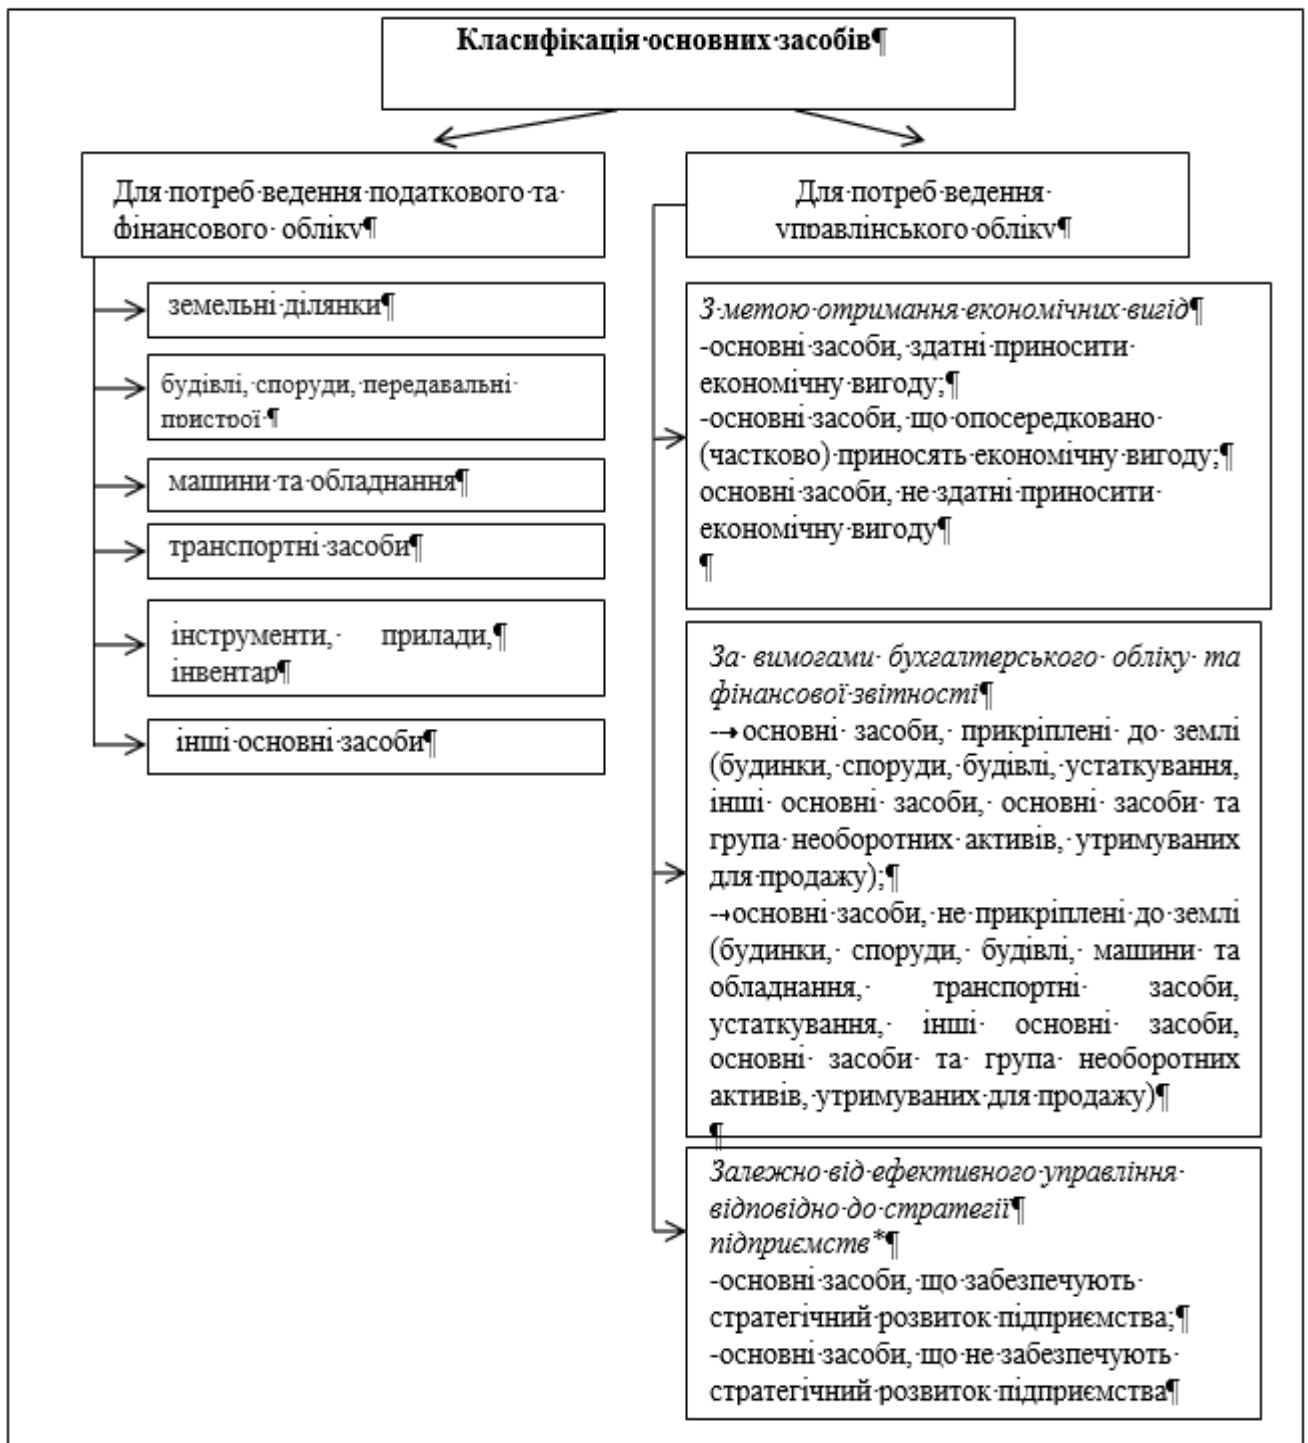 Класифікація основних засобів¶
Для потреб ведення податкового та
фінансового обліку¶
земельні ділянки¶
будівлі, споруди, передавальні
пристрої ¶
машини та обладнання¶
транспортні засоби¶
інструменти, прилади,¶
інвентар¶
інші основні засоби¶
Для потреб ведення
управлінського обліку¶
З метою отримання економічних вигід¶
-основні засоби, здатні приносити
економічну вигоду;¶
-основні засоби, що опосередковано
(частково) приносять економічну вигоду;¶
основні засоби, не здатні приносити
економічну вигоду¶
¶
За вимогами бухгалтерського обліку та
фінансової звітності¶
-→основні засоби, прикріплені до землі
(будинки, споруди, будівлі, устаткування,
інші основні засоби, основні засоби та
група необоротних активів, утримуваних
для продажу);¶
-→основні засоби, не прикріплені до землі
(будинки, споруди, будівлі, машини та
обладнання, транспортні засоби,
устаткування, інші основні засоби,
основні засоби та група необоротних
активів, утримуваних для продажу)¶
¶
Залежно від ефективного управління
відповідно до стратегії¶
підприємств*¶
-основні засоби, що забезпечують
стратегічний розвиток підприємства;¶
-основні засоби, що не забезпечують
стратегічний розвиток підприємства¶